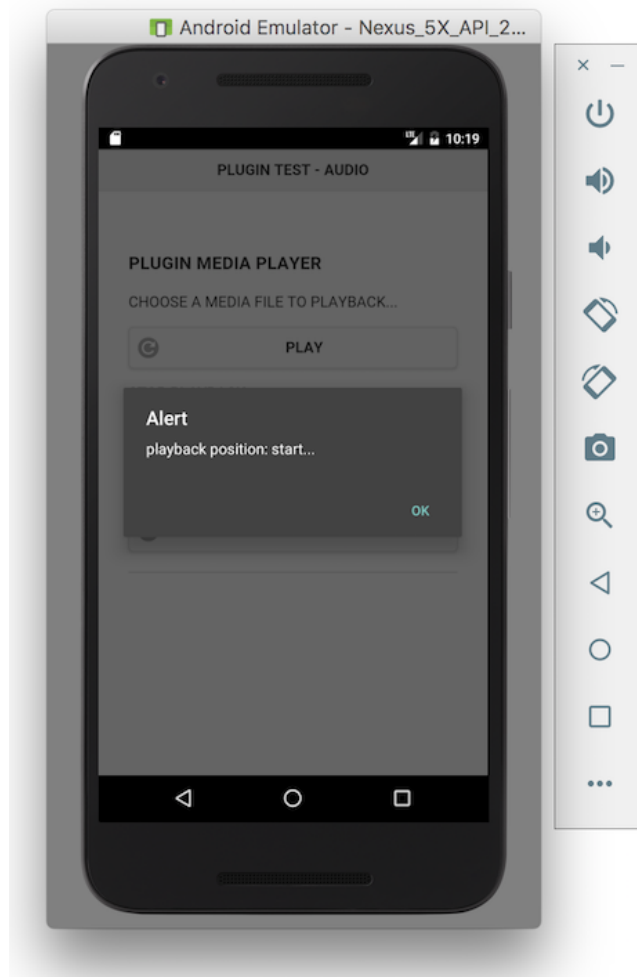 Android Emulator - Nexus_5X_API_2...
LTE 10:19
PLUGIN TEST - AUDIO
PLUGIN MEDIA PLAYER
CHOOSE A MEDIA FILE TO PLAYBACK...
PLAY
Alert
playback position: start...
OK